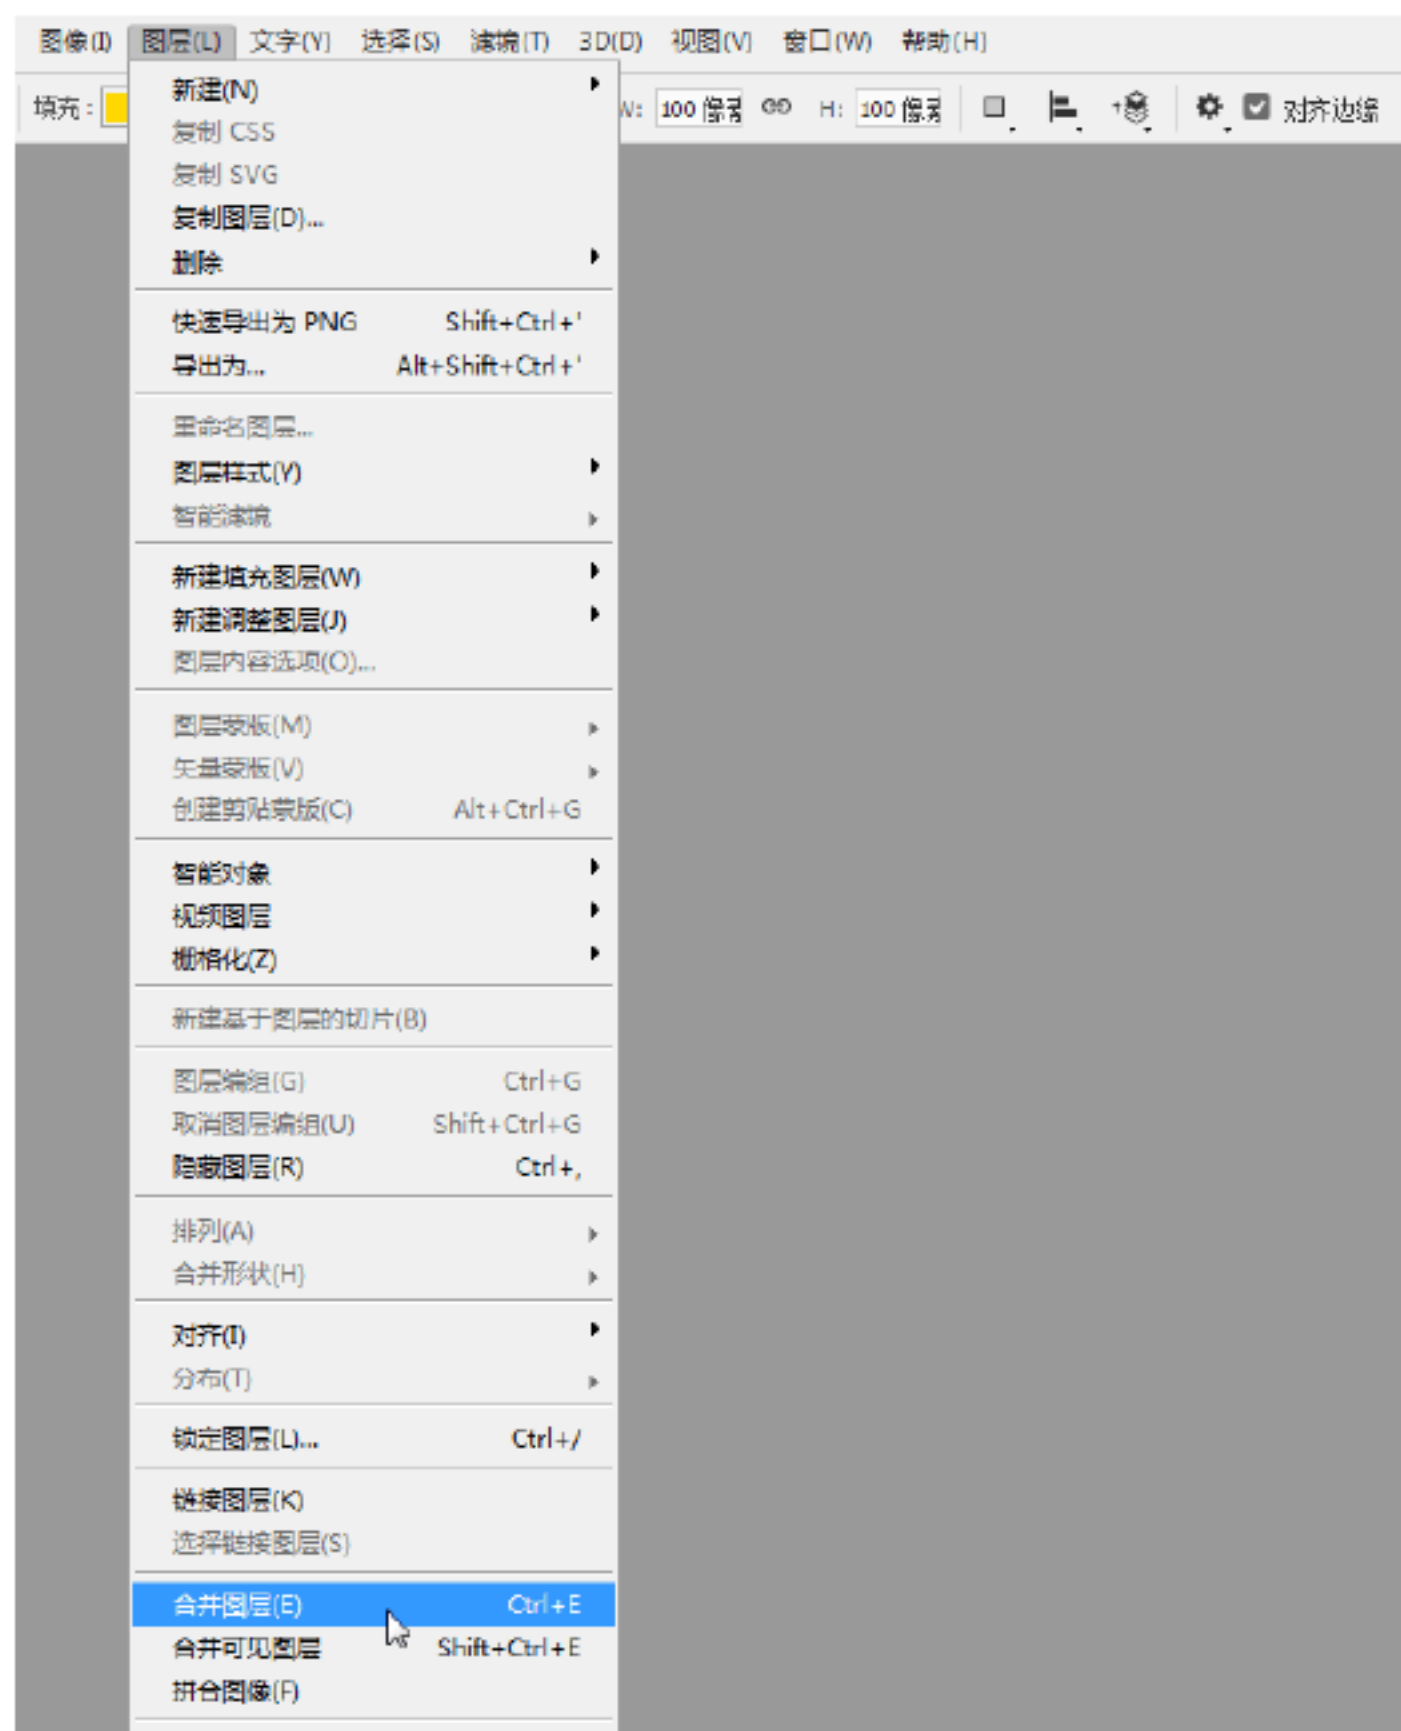 图像(I) 图层(L) 文字(Y) 选择(S) 滤镜(T) 3D(D) 视图(V) 窗口(W) 帮助(H)
填充: W: 100 像素 H: 100 像素 对齐边缘
新建(N)
复制 CSS
复制 SVG
复制图层(D)...
删除
快速导出为 PNG Shift+Ctrl+'
导出为... Alt+Shift+Ctrl+'
重命名图层...
图层样式(Y)
智能滤镜
新建填充图层(W)
新建调整图层(J)
图层内容选项(O)...
图层蒙版(M)
矢量蒙版(V)
创建剪贴蒙版(C) Alt+Ctrl+G
智能对象
视频图层
栅格化(Z)
新建基于图层的切片(B)
图层编组(G) Ctrl+G
取消图层编组(U) Shift+Ctrl+G
隐藏图层(R) Ctrl+,
排列(A)
合并形状(H)
对齐(I)
分布(T)
锁定图层(L)... Ctrl+/
链接图层(K)
选择链接图层(S)
合并图层(E) Ctrl+E
合并可见图层 Shift+Ctrl+E
拼合图像(F)